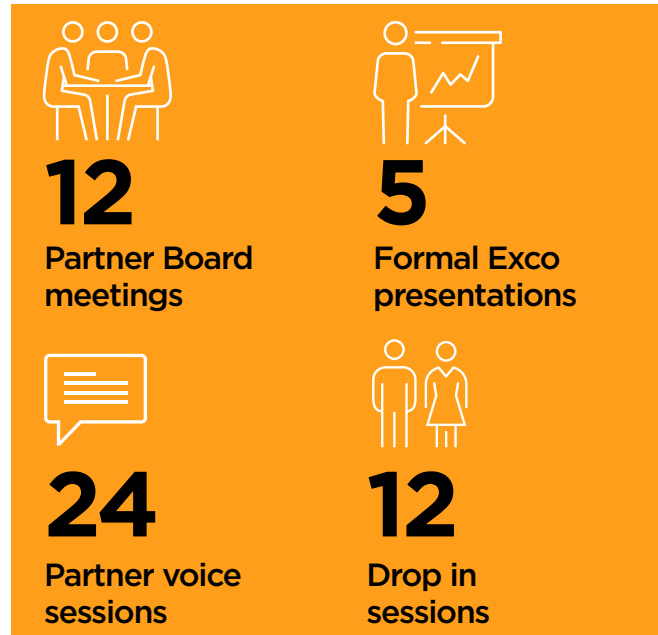 12
Partner Board
meetings
5
Formal Exco
presentations
24
Partner voice
sessions
12
Drop in
sessions